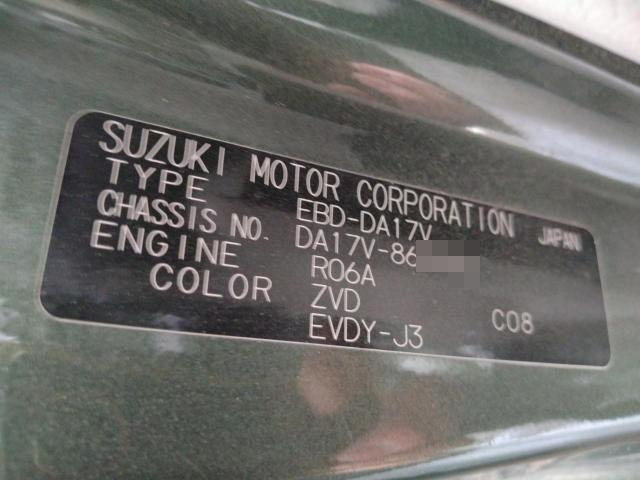 SUZUKI MOTOR CORPORATION JAPAN
TYPE EBD-DA17V
CHASSIS NO. DA17V-86
ENGINE R06A
COLOR ZVD C08
EVDY-J3